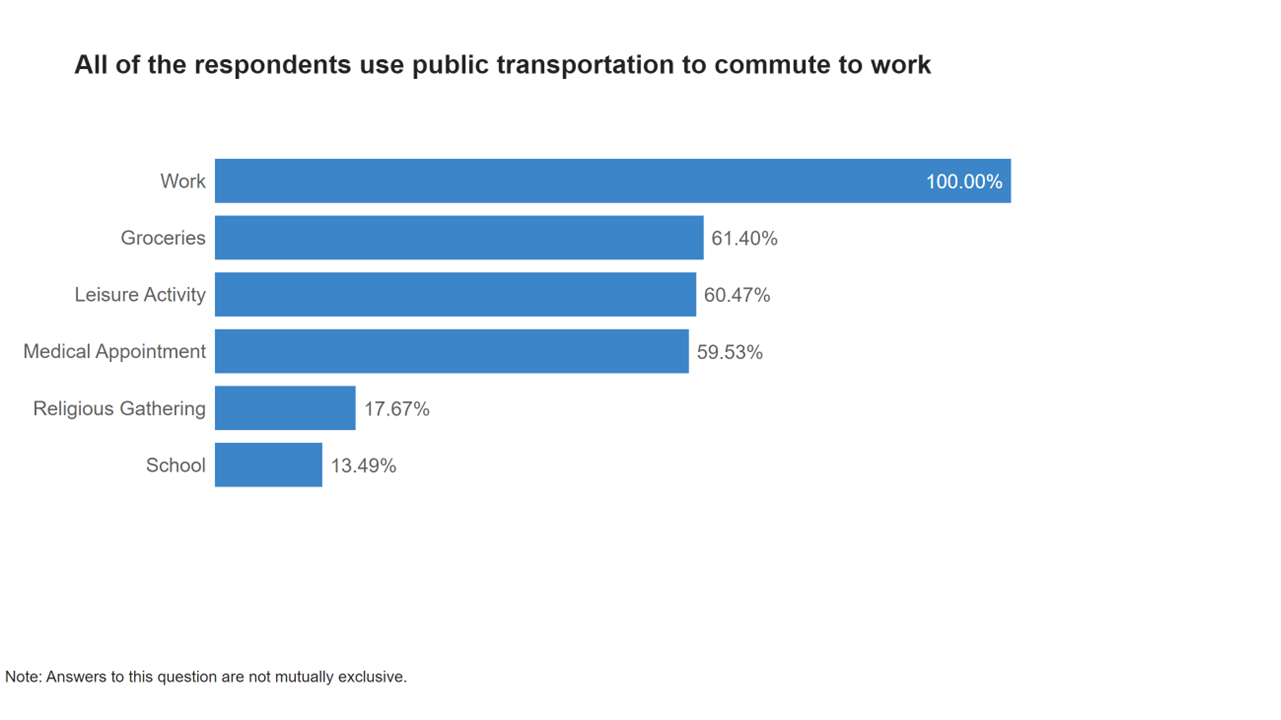 All of the respondents use public transportation to commute to work
Work 100.00%
Groceries 61.40%
Leisure Activity 60.47%
Medical Appointment 59.53%
Religious Gathering 17.67%
School 13.49%
Note: Answers to this question are not mutually exclusive.